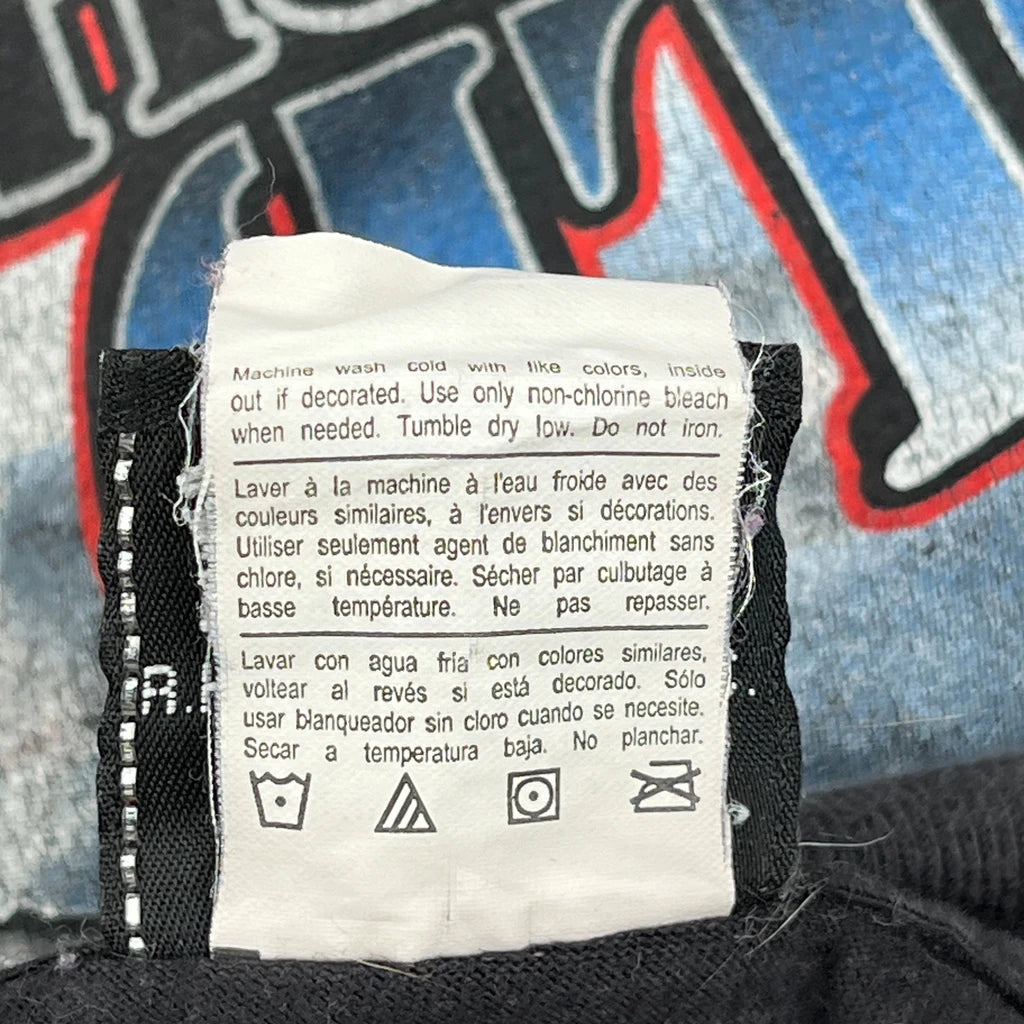 Machine wash cold with like colors, inside
out if decorated. Use only non-chlorine bleach
when needed. Tumble dry low. Do not iron.
Laver à la machine à l'eau froide avec des
couleurs similaires, à l'envers si décorations.
Utiliser seulement agent de blanchiment sans
chlore, si nécessaire. Sécher par culbutage à
basse température. Ne pas repasser.
Lavar con agua fria con colores similares,
voltear al revés si está decorado. Sólo
usar blanqueador sin cloro cuando se necesite.
Secar a temperatura baja. No planchar.